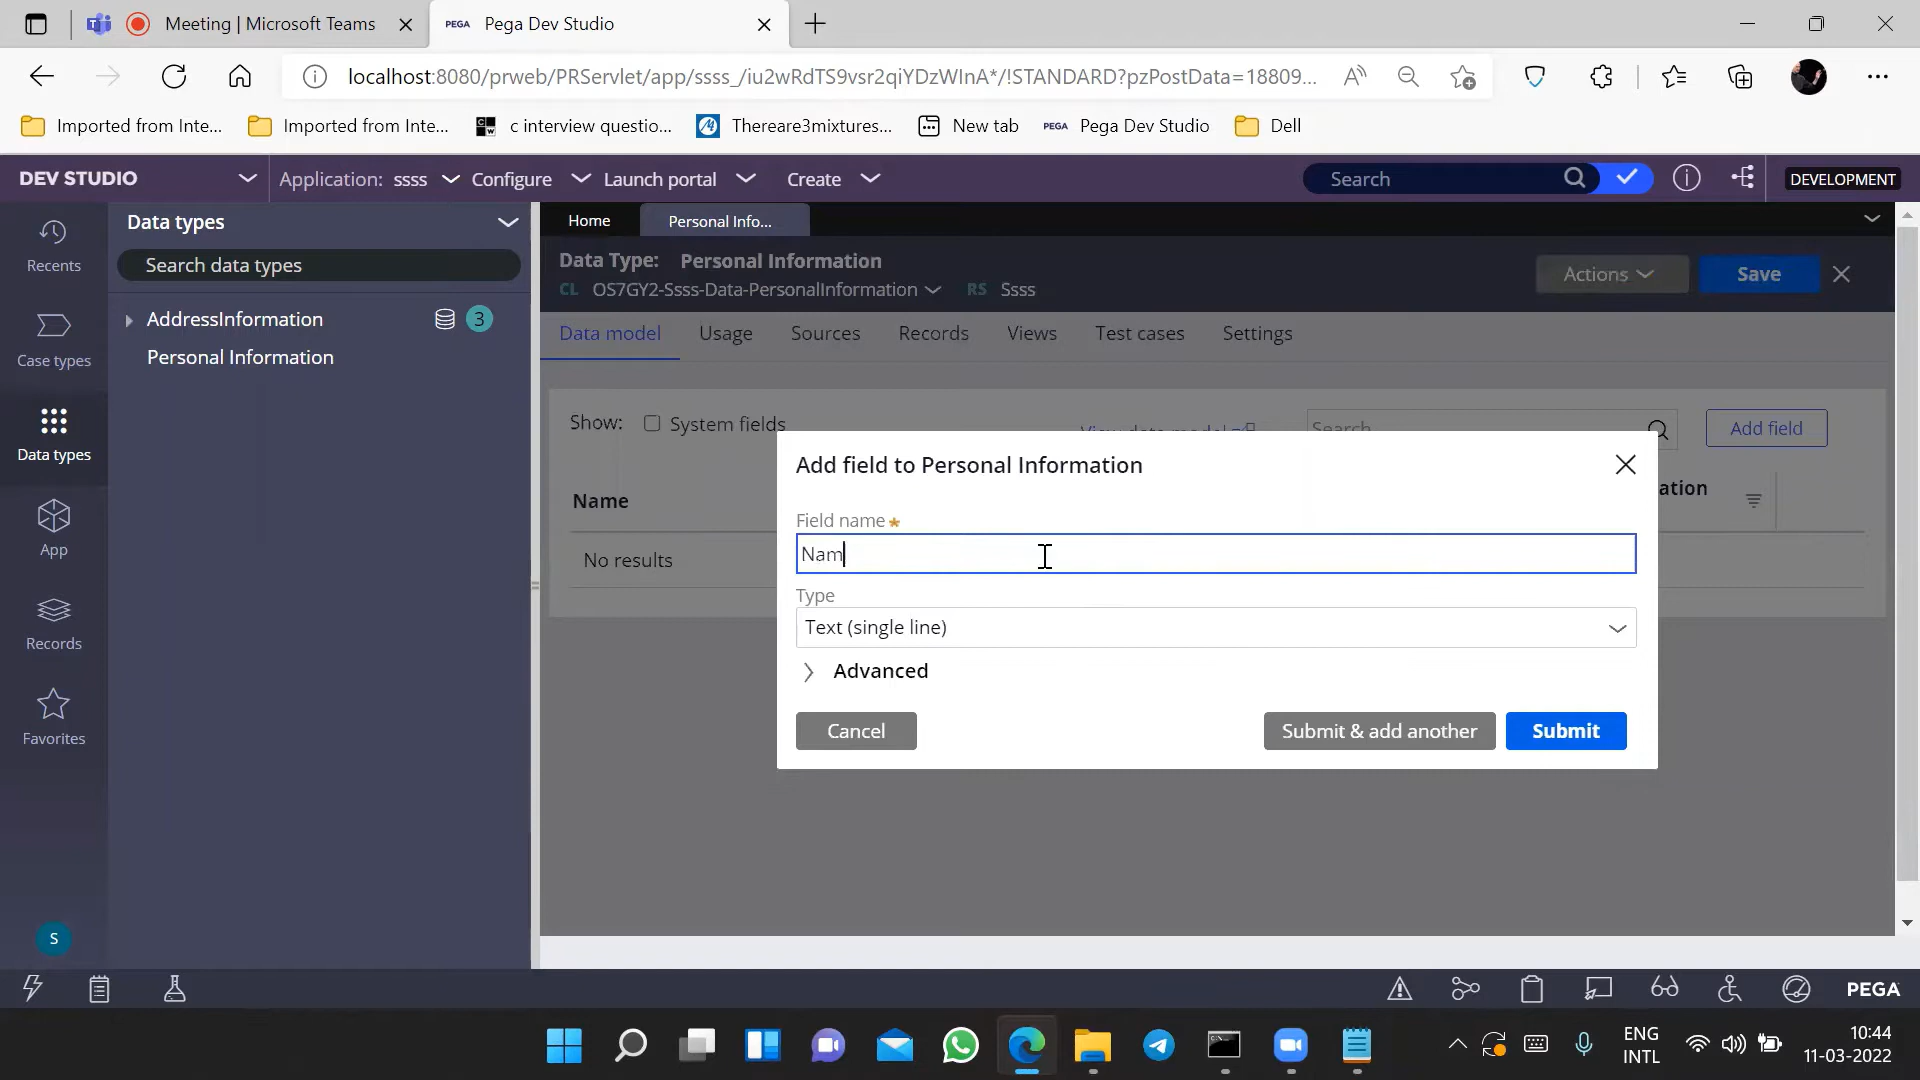 Meeting | Microsoft Teams
PEGA Pega Dev Studio
localhost:8080/prweb/PRServlet/app/ssss_/iu2wRdTS9vsr2qiYDzWInA*/!STANDARD?pzPostData=18809...
Imported from Inte...
Imported from Inte...
c interview questio...
Thereare3mixtures...
New tab
PEGA Pega Dev Studio
Dell
DEV STUDIO
Application: ssss
Configure
Launch portal
Create
Search
DEVELOPMENT
Recents
Case types
Data types
App
Records
Favorites
S
Data types
Search data types
AddressInformation 3
Personal Information
Home
Personal Info...
Data Type: Personal Information
CL OS7GY2-Ssss-Data-PersonalInformation RS Ssss
Actions
Save
Data model
Usage
Sources
Records
Views
Test cases
Settings
Show: System fields
View data model
Search
Add field
Name
ation
No results
Add field to Personal Information
Field name
Nam
Type
Text (single line)
Advanced
Cancel
Submit & add another
Submit
PEGA
ENG
INTL
10:44
11-03-2022